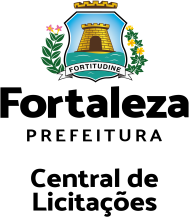 FORTITUDINE
Fortaleza
PREFEITURA
Central de
Licitações